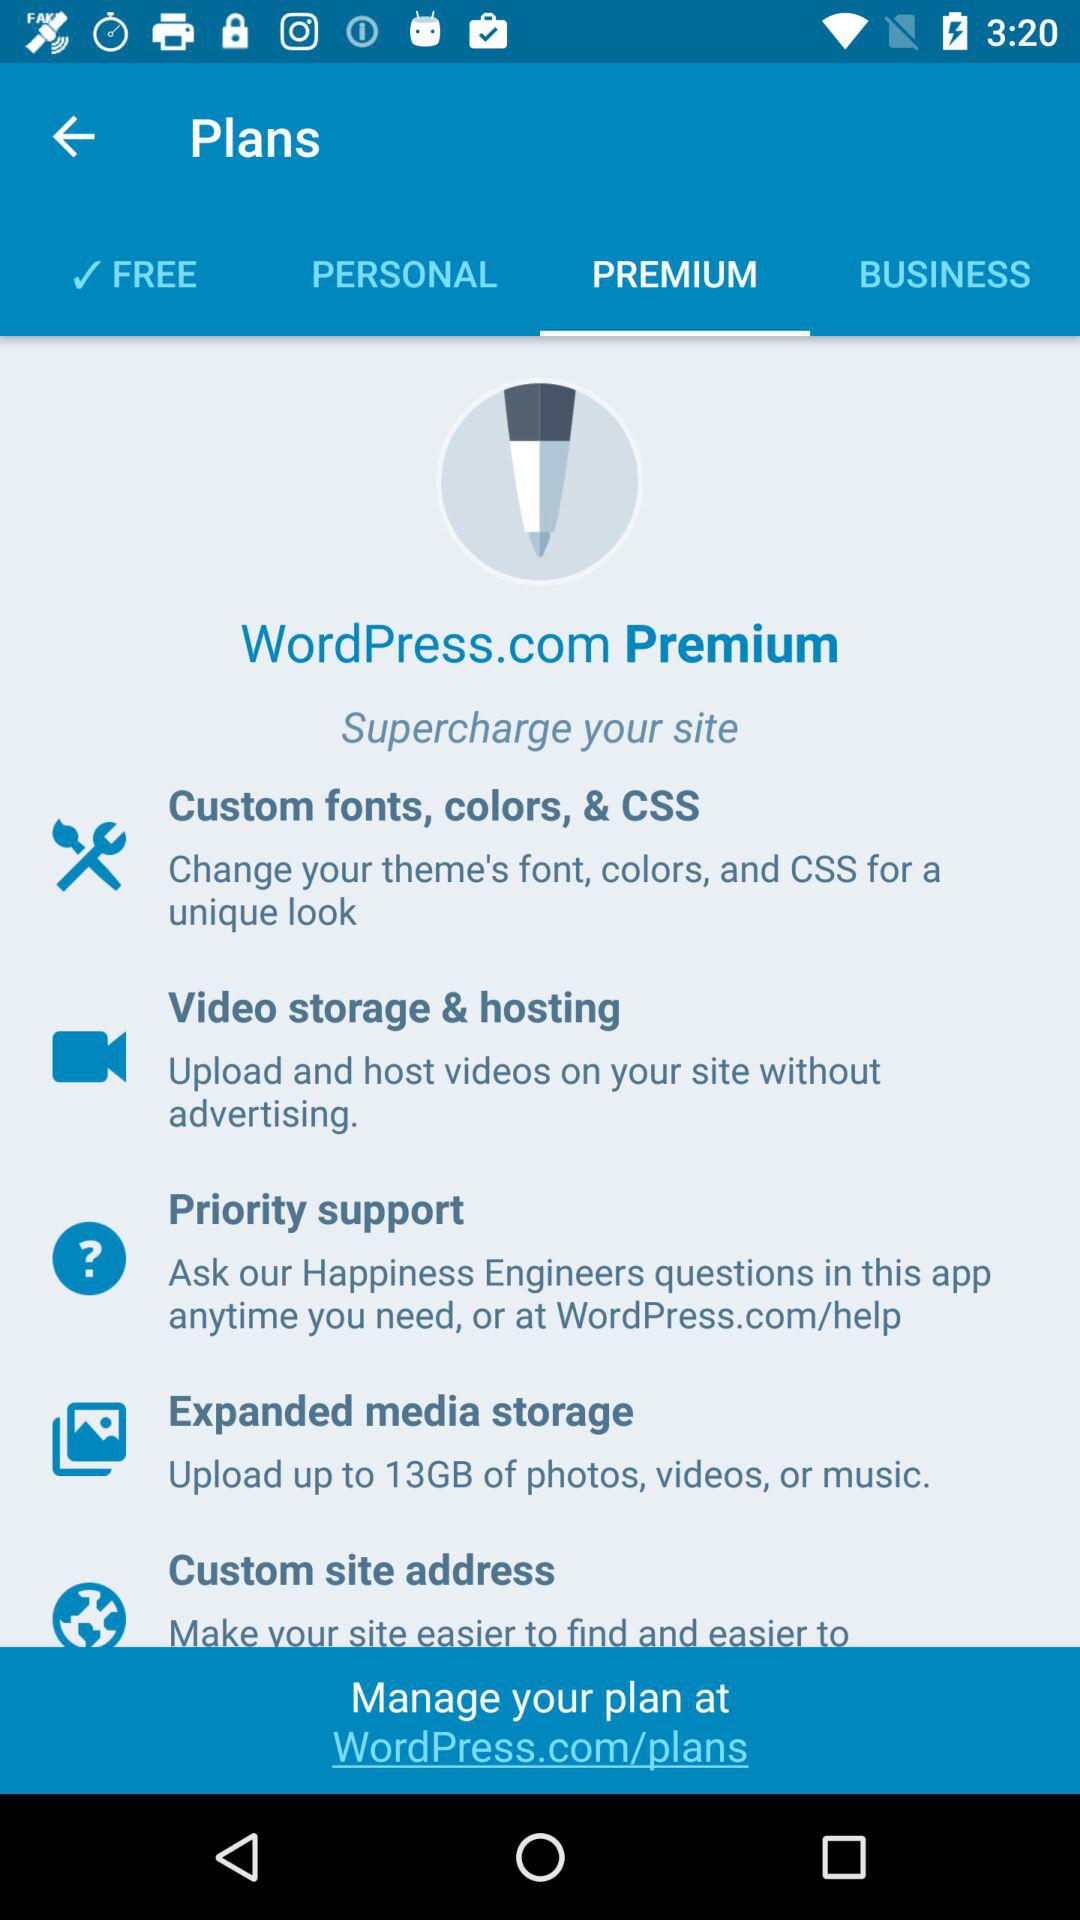 FAKE
3:20
Plans
✓ FREE PERSONAL PREMIUM BUSINESS
WordPress.com Premium
Supercharge your site
Custom fonts, colors, & CSS
Change your theme's font, colors, and CSS for a
unique look
Video storage & hosting
Upload and host videos on your site without
advertising.
Priority support
Ask our Happiness Engineers questions in this app
anytime you need, or at WordPress.com/help
Expanded media storage
Upload up to 13GB of photos, videos, or music.
Custom site address
Make your site easier to find and easier to
Manage your plan at
WordPress.com/plans